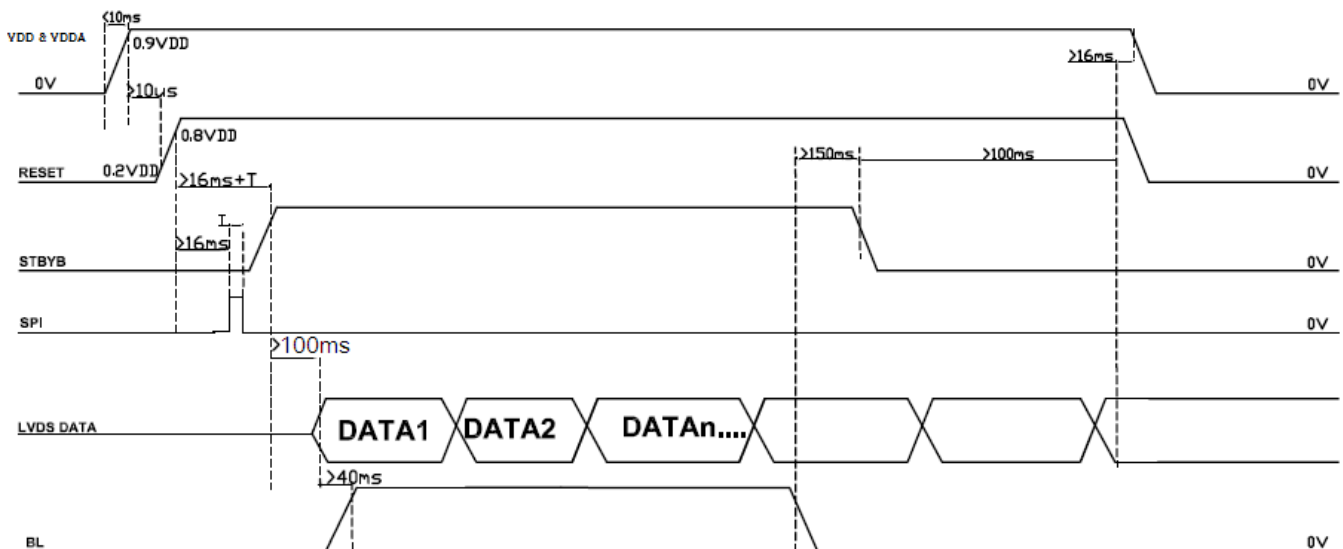 <10ms
VDD & VDDA
0.9VDD
>16ms
0V
0V
>10us
0.8VDD
>150ms
>100ms
RESET
0.2VDD
0V
>16ms+T
T
>16ms
STBYB
0V
SPI
0V
>100ms
LVDS DATA
DATA1
DATA2
DATAn....
>40ms
BL
0V